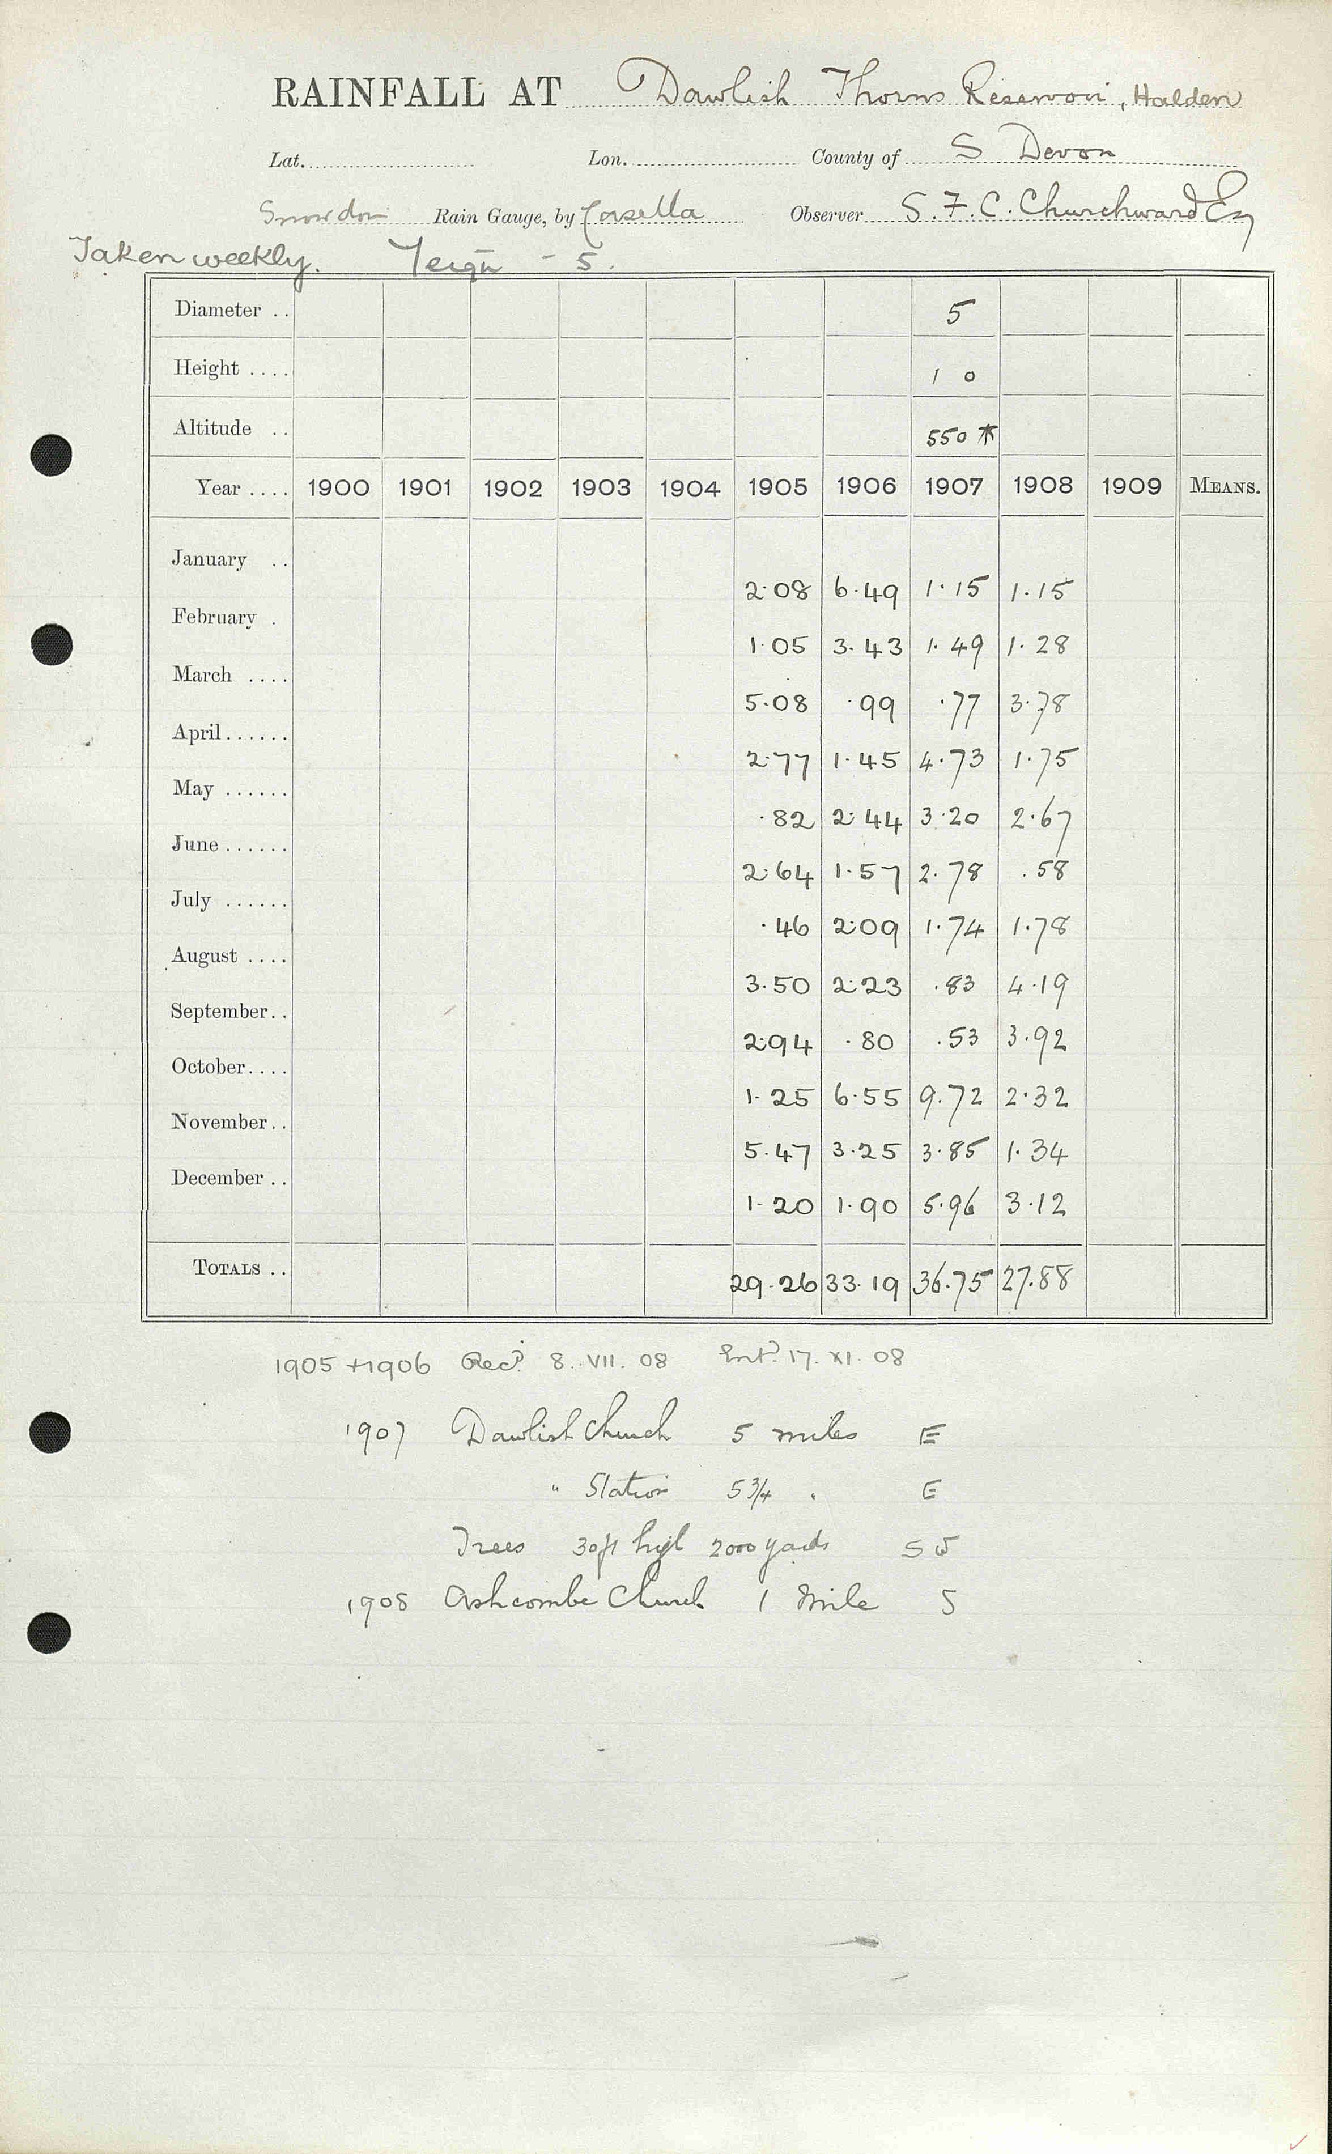 RAINFALL AT Dawlish Thorns Reservoir, Haldon
Lat. Lon. County of S Devon
Snowdon Rain Gauge, by Casella Observer S. F. C. Churchward Esq
Taken weekly. Teign - 5.
Diameter .. 5
Height .... 1 0
Altitude .. 550 *
Year .... 1900 1901 1902 1903 1904 1905 1906 1907 1908 1909 MEANS.
January .. 2.08 6.49 1.15 1.15
February . 1.05 3.43 1.49 1.28
March .... 5.08 .99 .77 3.78
April...... 2.77 1.45 4.73 1.75
May ...... .82 2.44 3.20 2.67
June ...... 2.64 1.57 2.78 .58
July ...... .46 2.09 1.74 1.78
August .... 3.50 2.23 .83 4.19
September.. 2.94 .80 .53 3.92
October.... 1.25 6.55 9.72 2.32
November.. 5.47 3.25 3.85 1.34
December .. 1.20 1.90 5.96 3.12
TOTALS .. 29.26 33.19 36.75 27.88
1905 + 1906 Recd. 8. VII. 08 Entd. 17. XI. 08
1907 Dawlish Church 5 miles E
" Station 5 3/4 " E
Trees 30ft high 2000 yards SW
1908 Ashcombe Church 1 Mile S